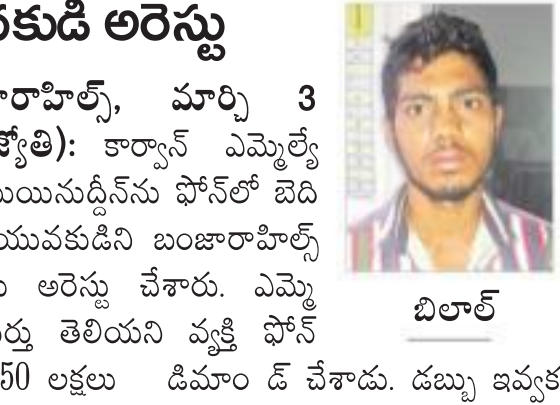 అరెస్టు
మార్చి 3
కార్వాన్ ఎమ్మెల్యే
ఫోన్‌లో బెది
యువకుడిని బంజారాహిల్స్
అరెస్టు చేశారు. ఎమ్మె
తెలియని వ్యక్తి ఫోన్
50 లక్షలు డిమాం డ్ చేశాడు. డబ్బు ఇవ్వక
బిలాల్